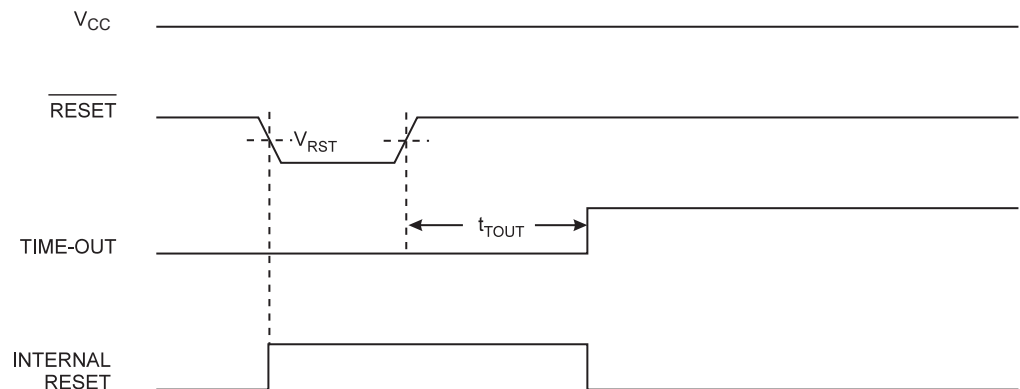 VCC
RESET
VRST
tTOUT
TIME-OUT
INTERNAL
RESET